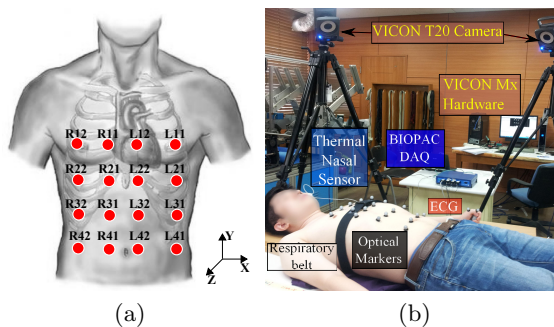 R12 R11 L12 L11
R22 R21 L22 L21
R32 R31 L32 L31
R42 R41 L42 L41
Y
X
Z
(a)
VICON T20 Camera
VICON Mx
Hardware
Thermal
Nasal
Sensor
BIOPAC
DAQ
ECG
Respiratory
belt
Optical
Markers
(b)